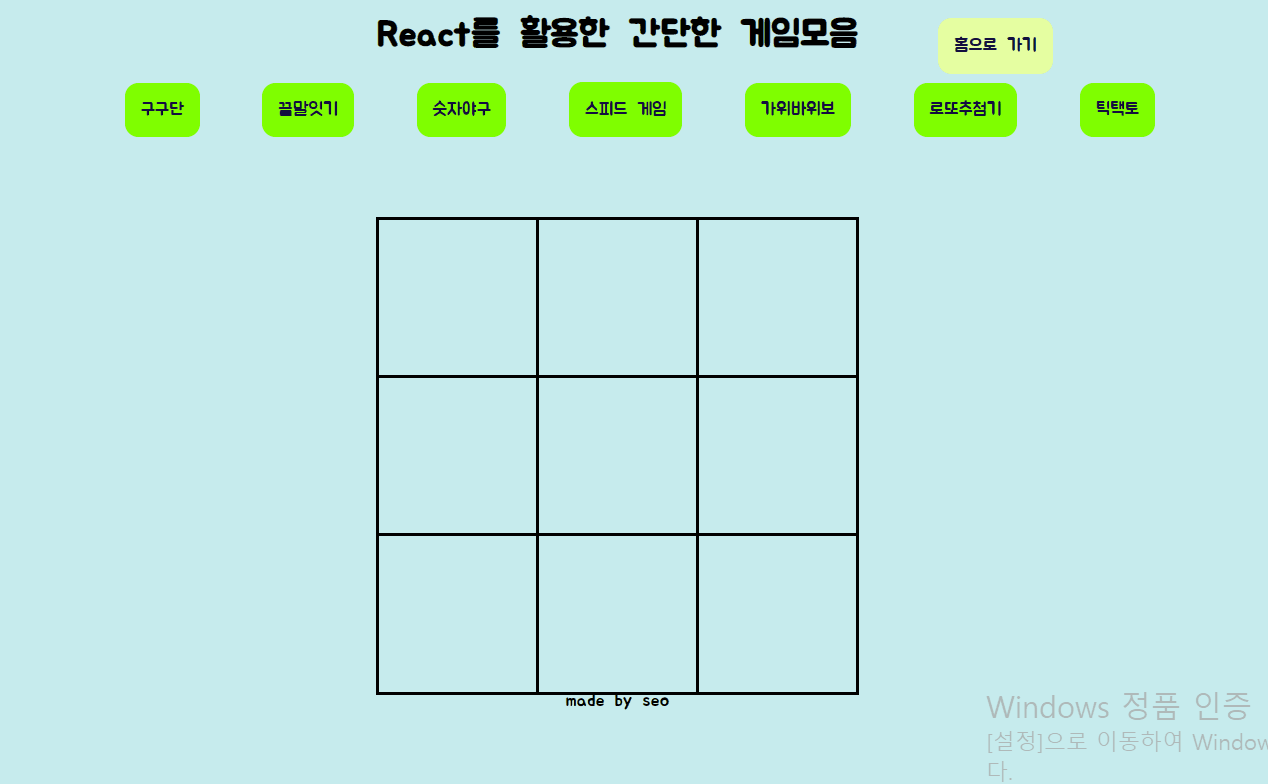 React를 활용한 간단한 게임모음
홈으로 가기
구구단
끝말잇기
숫자야구
스피드 게임
가위바위보
로또추첨기
틱택토
made by seo
Windows 정품 인증
[설정]으로 이동하여 Window
다.